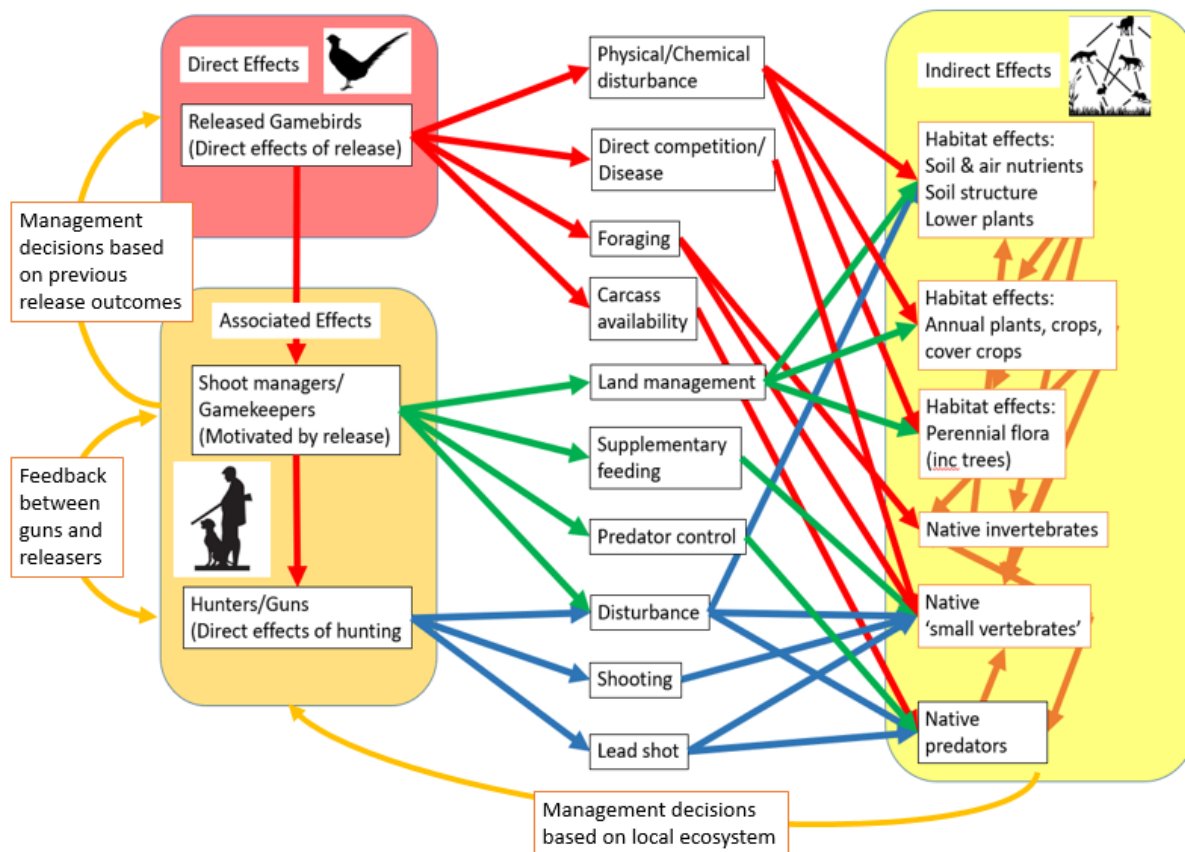 Direct Effects
Released Gamebirds
(Direct effects of release)
Management
decisions based
on previous
release outcomes
Associated Effects
Shoot managers/
Gamekeepers
(Motivated by release)
Feedback
between
guns and
releasers
Hunters/Guns
(Direct effects of hunting
Physical/Chemical
disturbance
Direct competition/
Disease
Foraging
Carcass
availability
Land management
Supplementary
feeding
Predator control
Disturbance
Shooting
Lead shot
Management decisions
based on local ecosystem
Indirect Effects
Habitat effects:
Soil & air nutrients
Soil structure
Lower plants
Habitat effects:
Annual plants, crops,
cover crops
Habitat effects:
Perennial flora
(inc trees)
Native invertebrates
Native
‘small vertebrates’
Native
predators